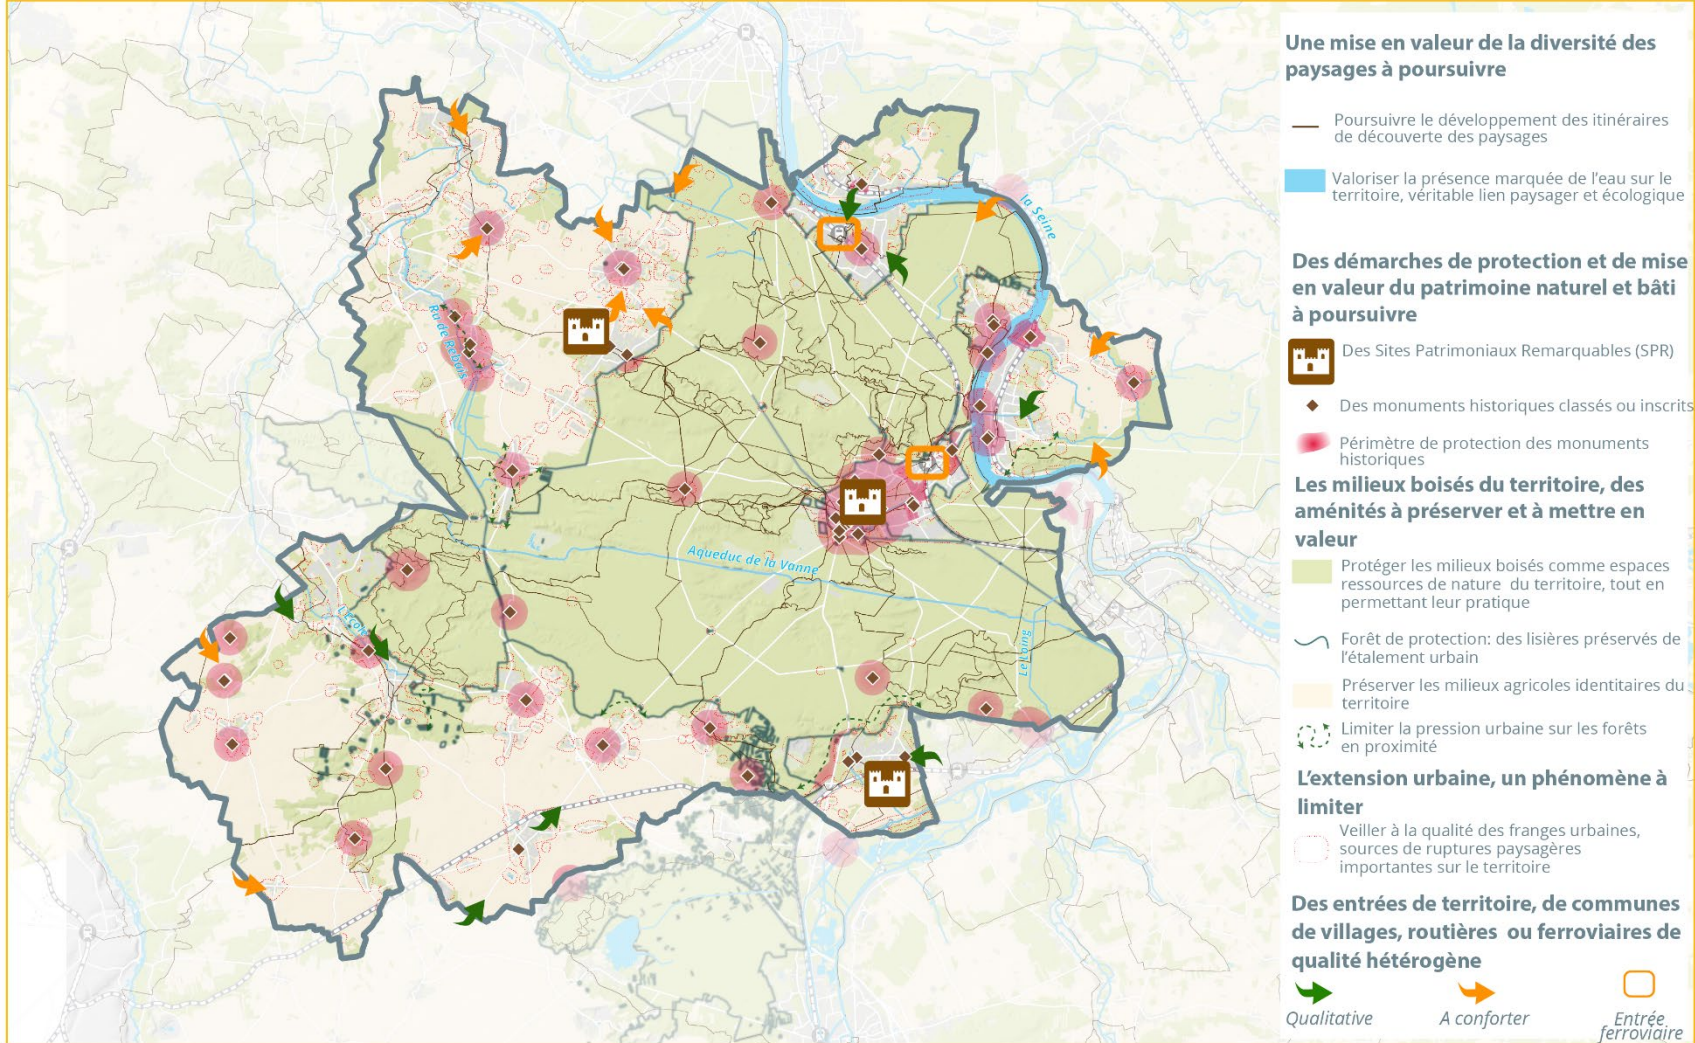 Une mise en valeur de la diversité des
paysages à poursuivre
Poursuivre le développement des itinéraires
de découverte des paysages
Valoriser la présence marquée de l'eau sur le
territoire, véritable lien paysager et écologique
Des démarches de protection et de mise
en valeur du patrimoine naturel et bâti
à poursuivre
Des Sites Patrimoniaux Remarquables (SPR)
Des monuments historiques classés ou inscrits
Périmètre de protection des monuments
historiques
Les milieux boisés du territoire, des
aménités à préserver et à mettre en
valeur
Protéger les milieux boisés comme espaces
ressources de nature du territoire, tout en
permettant leur pratique
Forêt de protection: des lisières préservés de
l'étalement urbain
Préserver les milieux agricoles identitaires du
territoire
Limiter la pression urbaine sur les forêts
en proximité
L'extension urbaine, un phénomène à
limiter
Veiller à la qualité des franges urbaines,
sources de ruptures paysagères
importantes sur le territoire
Des entrées de territoire, de communes
de villages, routières ou ferroviaires de
qualité hétérogène
Qualitative
A conforter
Entrée
ferroviaire
la Seine
Ru de Rebais
Aqueduc de la Vanne
L'École
Le Loing